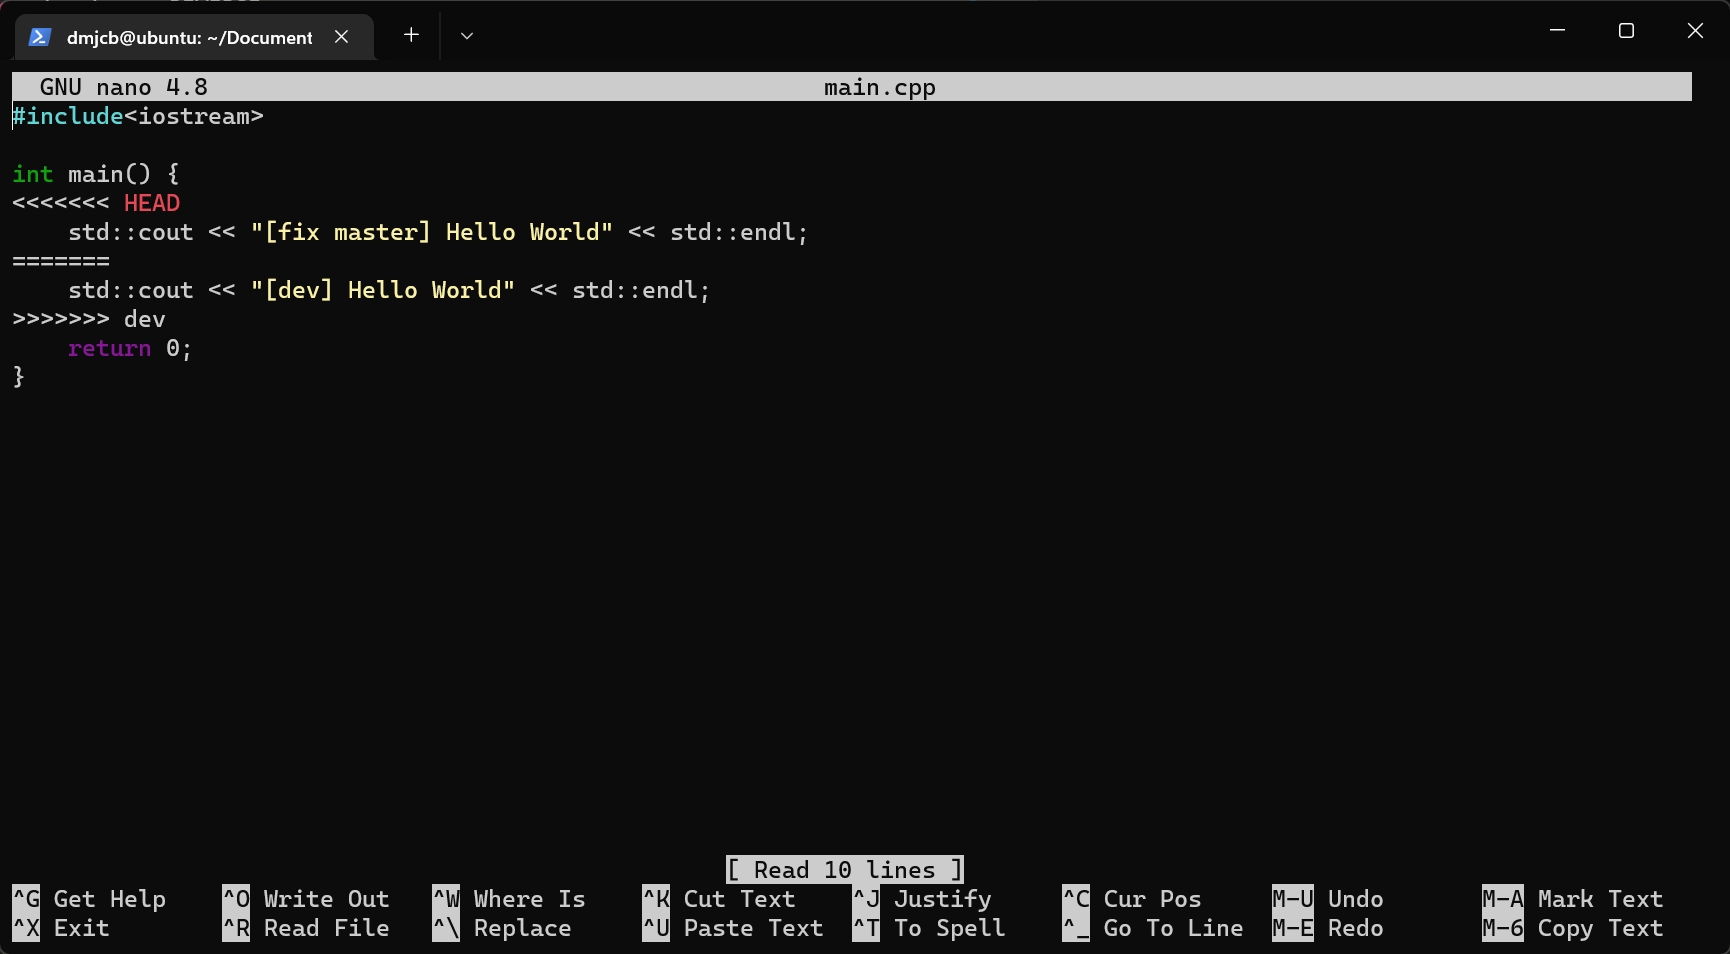 dmjcb@ubuntu: ~/Document
GNU nano 4.8 main.cpp
#include<iostream>

int main() {
<<<<<<< HEAD
    std::cout << "[fix master] Hello World" << std::endl;
=======
    std::cout << "[dev] Hello World" << std::endl;
>>>>>>> dev
    return 0;
}
[ Read 10 lines ]
^G Get Help ^O Write Out ^W Where Is ^K Cut Text ^J Justify ^C Cur Pos M-U Undo M-A Mark Text
^X Exit ^R Read File ^\ Replace ^U Paste Text ^T To Spell ^_ Go To Line M-E Redo M-6 Copy Text